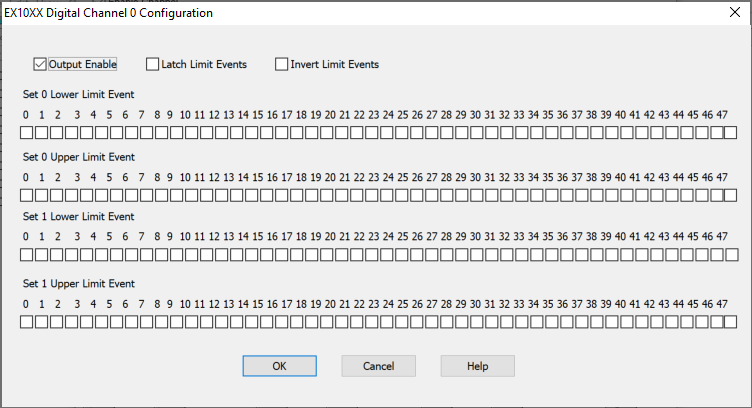 EX10XX Digital Channel 0 Configuration
Output Enable Latch Limit Events Invert Limit Events
Set 0 Lower Limit Event
0 1 2 3 4 5 6 7 8 9 10 11 12 13 14 15 16 17 18 19 20 21 22 23 24 25 26 27 28 29 30 31 32 33 34 35 36 37 38 39 40 41 42 43 44 45 46 47
Set 0 Upper Limit Event
0 1 2 3 4 5 6 7 8 9 10 11 12 13 14 15 16 17 18 19 20 21 22 23 24 25 26 27 28 29 30 31 32 33 34 35 36 37 38 39 40 41 42 43 44 45 46 47
Set 1 Lower Limit Event
0 1 2 3 4 5 6 7 8 9 10 11 12 13 14 15 16 17 18 19 20 21 22 23 24 25 26 27 28 29 30 31 32 33 34 35 36 37 38 39 40 41 42 43 44 45 46 47
Set 1 Upper Limit Event
0 1 2 3 4 5 6 7 8 9 10 11 12 13 14 15 16 17 18 19 20 21 22 23 24 25 26 27 28 29 30 31 32 33 34 35 36 37 38 39 40 41 42 43 44 45 46 47
OK Cancel Help